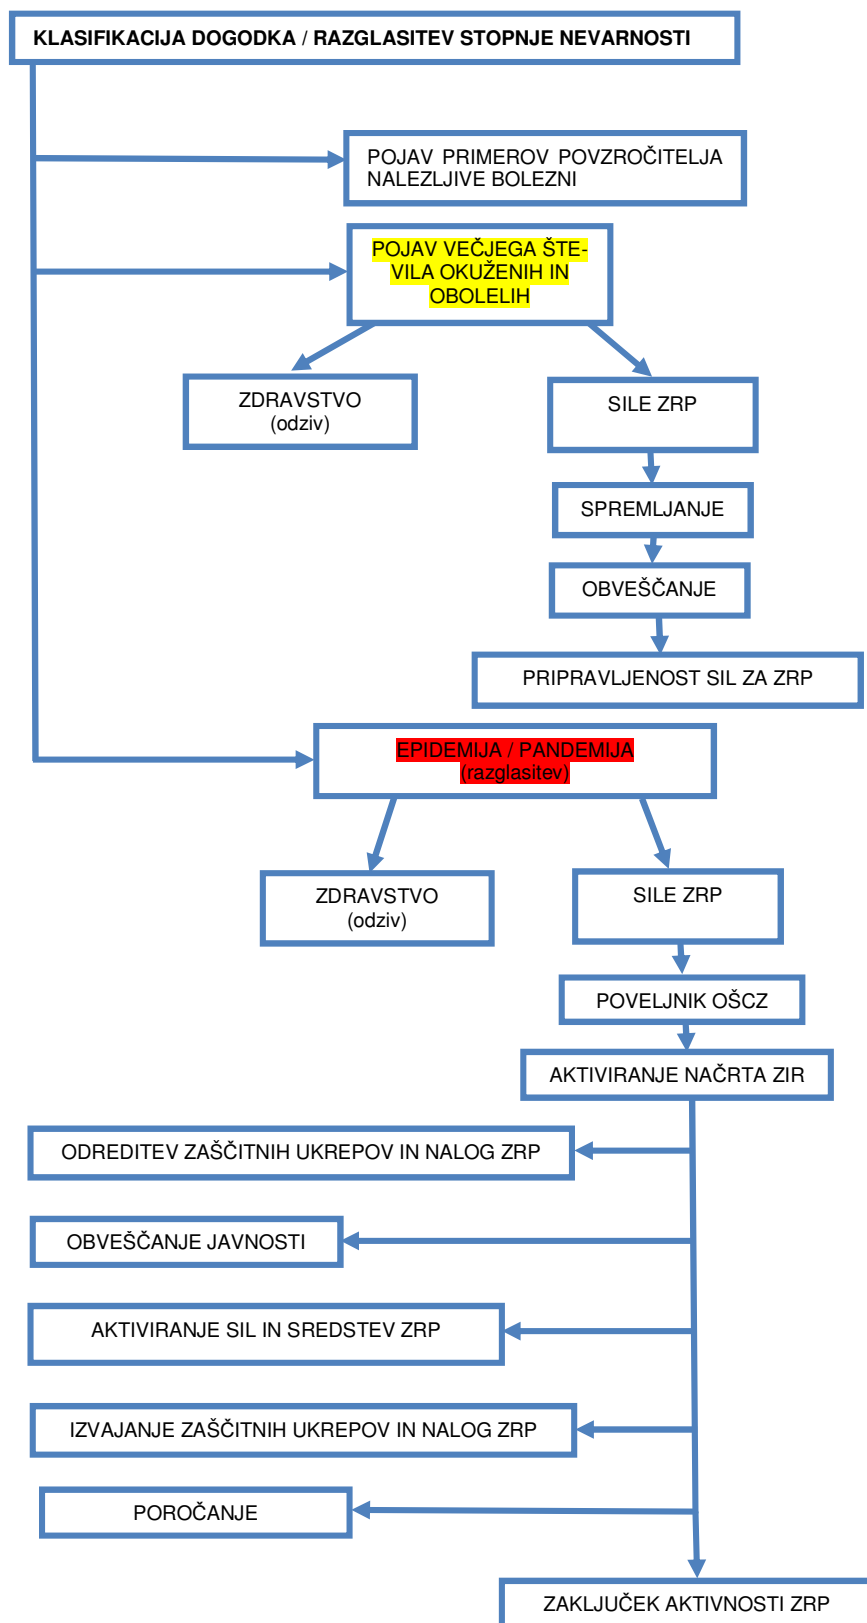 KLASIFIKACIJA DOGODKA / RAZGLASITEV STOPNJE NEVARNOSTI
POJAV PRIMEROV POVZROČITELJA
NALEZLJIVE BOLEZNI
POJAV VEČJEGA ŠTE-
VILA OKUŽENIH IN
OBOLELIH
ZDRAVSTVO
(odziv)
SILE ZRP
SPREMLJANJE
OBVEŠČANJE
PRIPRAVLJENOST SIL ZA ZRP
EPIDEMIJA / PANDEMIJA
(razglasitev)
ZDRAVSTVO
(odziv)
SILE ZRP
POVELJNIK OŠCZ
AKTIVIRANJE NAČRTA ZIR
ODREDITEV ZAŠČITNIH UKREPOV IN NALOG ZRP
OBVEŠČANJE JAVNOSTI
AKTIVIRANJE SIL IN SREDSTEV ZRP
IZVAJANJE ZAŠČITNIH UKREPOV IN NALOG ZRP
POROČANJE
ZAKLJUČEK AKTIVNOSTI ZRP